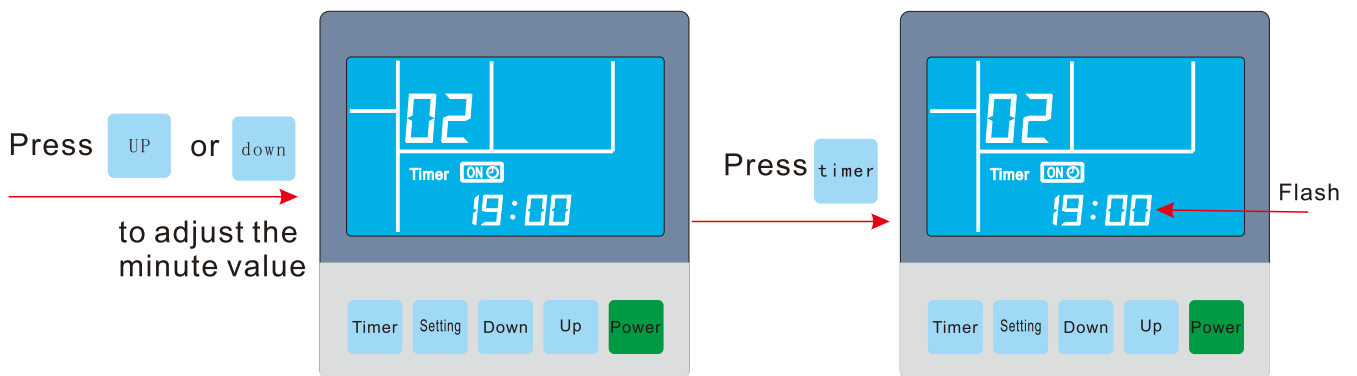 Press UP or down
to adjust the
minute value
02
Timer ON
19:00
Timer Setting Down Up Power
Press timer
02
Timer ON
19:00
Flash
Timer Setting Down Up Power